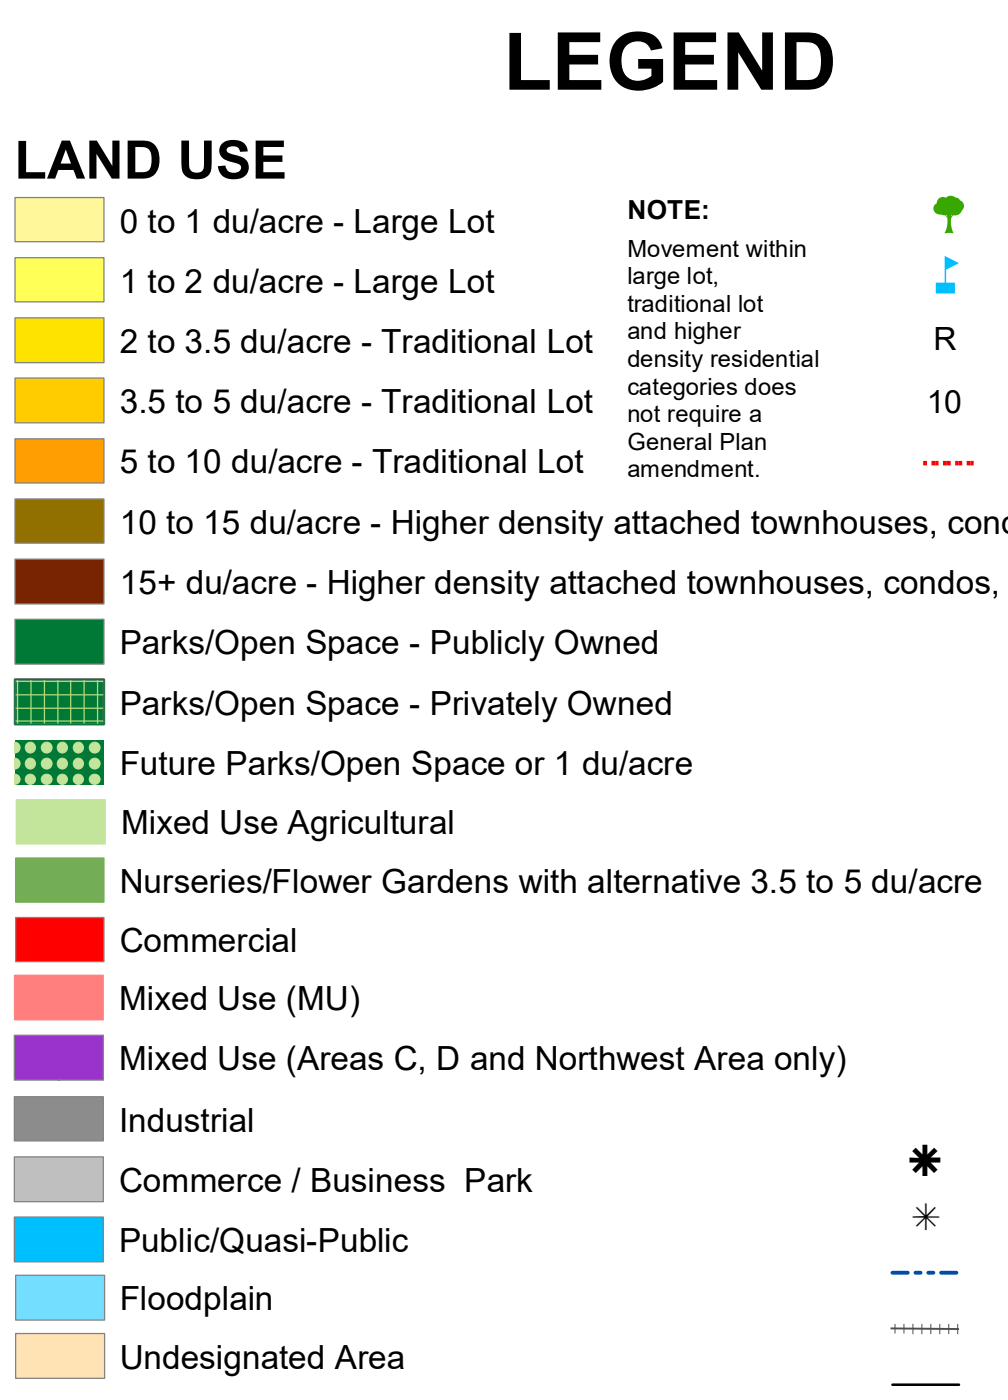 LEGEND
LAND USE
0 to 1 du/acre - Large Lot
1 to 2 du/acre - Large Lot
2 to 3.5 du/acre - Traditional Lot
3.5 to 5 du/acre - Traditional Lot
5 to 10 du/acre - Traditional Lot
NOTE:
Movement within
large lot,
traditional lot
and higher
density residential
categories does
not require a
General Plan
amendment.
R
10
10 to 15 du/acre - Higher density attached townhouses,
15+ du/acre - Higher density attached townhouses, condos,
Parks/Open Space - Publicly Owned
Parks/Open Space - Privately Owned
Future Parks/Open Space or 1 du/acre
Mixed Use Agricultural
Nurseries/Flower Gardens with alternative 3.5 to 5 du/acre
Commercial
Mixed Use (MU)
Mixed Use (Areas C, D and Northwest Area only)
Industrial
Commerce / Business  Park
Public/Quasi-Public
Floodplain
Undesignated Area